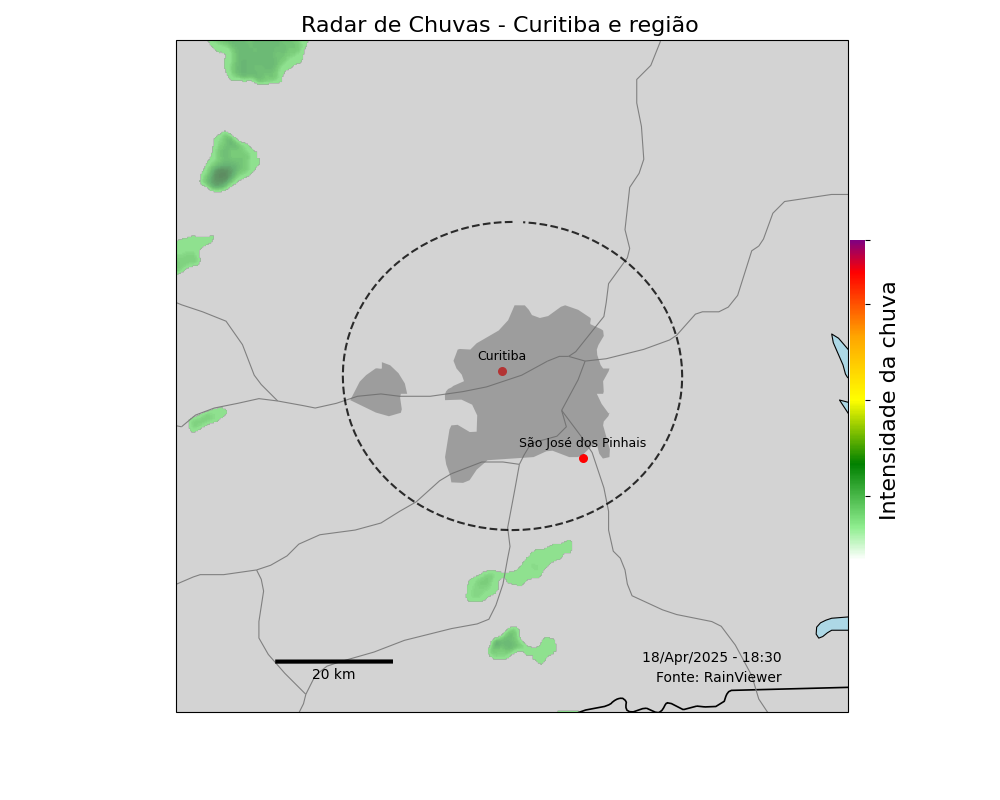 Radar de Chuvas - Curitiba e região
Curitiba
São José dos Pinhais
Intensidade da chuva
18/Apr/2025 - 18:30
Fonte: RainViewer
20 km